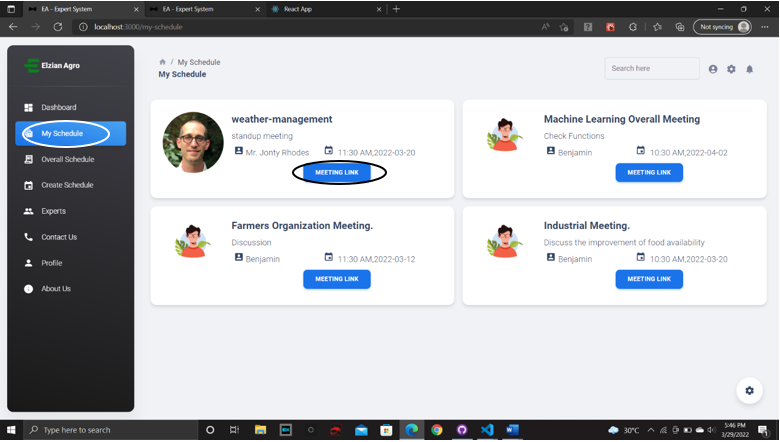 EA - Expert System
EA - Expert System
React App
localhost:3000/my-schedule
Not syncing
Elzian Agro
Dashboard
My Schedule
Overall Schedule
Create Schedule
Experts
Contact Us
Profile
About Us
/ My Schedule
My Schedule
Search here
weather-management
standup meeting
Mr. Jonty Rhodes 11:30 AM,2022-03-20
MEETING LINK
Machine Learning Overall Meeting
Check Functions
Benjamin 10:30 AM,2022-04-02
MEETING LINK
Farmers Organization Meeting.
Discussion
Benjamin 11:30 AM,2022-03-12
MEETING LINK
Industrial Meeting.
Discuss the improvement of food availability
Benjamin 10:30 AM,2022-03-20
MEETING LINK
Type here to search
30°C
5:46 PM
3/29/2022